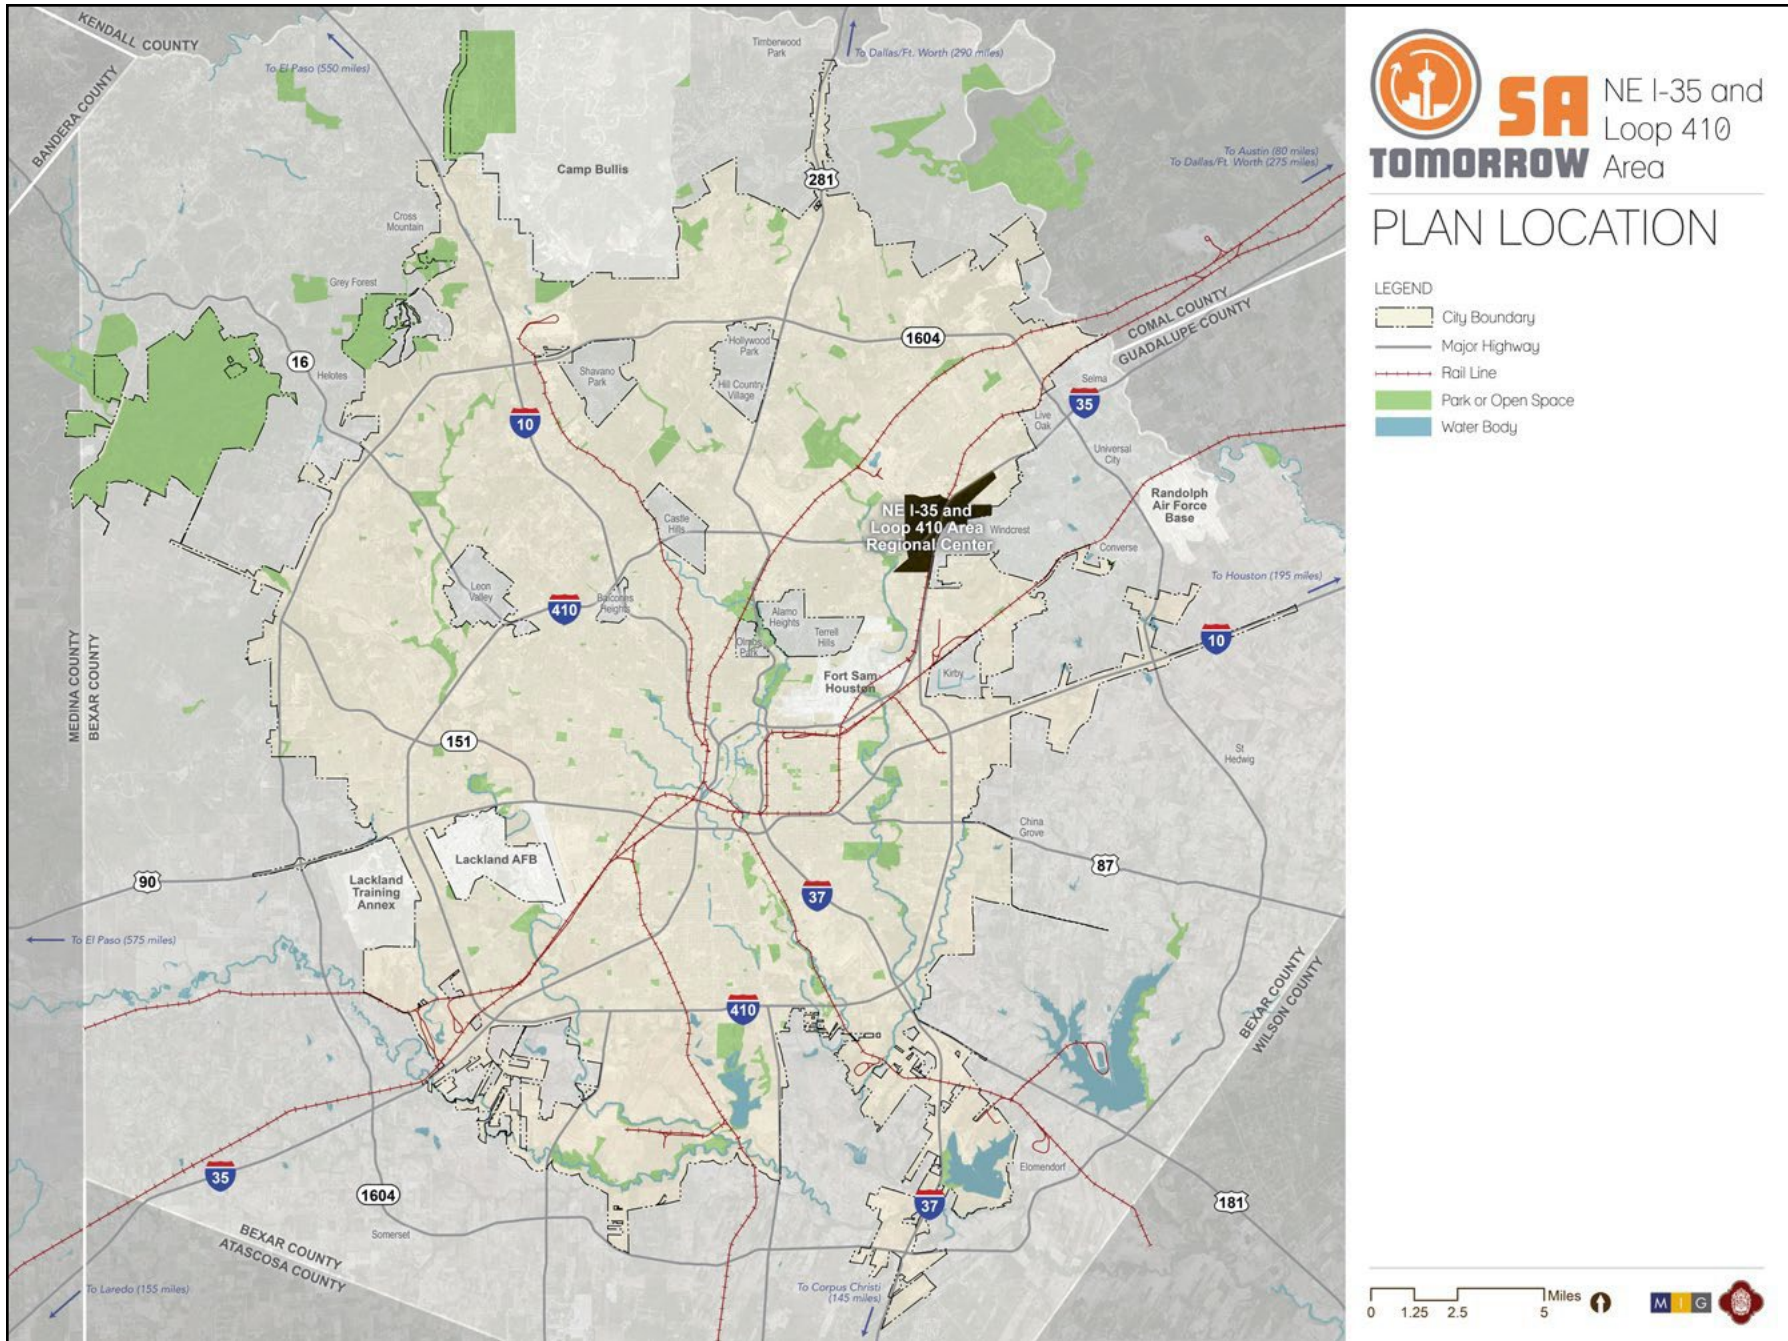 KENDALL COUNTY
BANDERA COUNTY
To El Paso (550 miles)
Timberwood
Park
To Dallas/Ft. Worth (290 miles)
Camp Bullis
281
To Austin (80 miles)
To Dallas/Ft. Worth (275 miles)
Cross
Mountain
Grey Forest
COMAL COUNTY
GUADALUPE COUNTY
1604
Hollywood
Park
16
Helotes
Shavano
Park
Hill Country
Village
Selma
35
10
Live
Oak
Universal
City
Randolph
Air Force
Base
Castle
Hills
NE I-35 and
Loop 410 Area
Regional Center
Windcrest
Converse
To Houston (195 miles)
Leon
Valley
410
Balcones
Heights
Alamo
Heights
Terrell
Hills
Olmos
Park
10
MEDINA COUNTY
BEXAR COUNTY
Fort Sam
Houston
Kirby
151
St
Hedwig
China
Grove
Lackland AFB
87
90
Lackland
Training
Annex
37
To El Paso (575 miles)
BEXAR COUNTY
WILSON COUNTY
410
Elomendorf
35
1604
37
181
Somerset
BEXAR COUNTY
ATASCOSA COUNTY
To Laredo (155 miles)
To Corpus Christi
(145 miles)
SA
TOMORROW
NE I-35 and
Loop 410
Area
PLAN LOCATION
LEGEND
City Boundary
Major Highway
Rail Line
Park or Open Space
Water Body
Miles
0 1.25 2.5 5
M I G